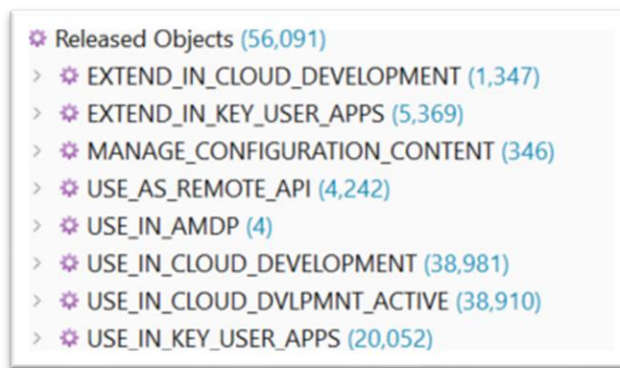 Released Objects (56,091)
EXTEND_IN_CLOUD_DEVELOPMENT (1,347)
EXTEND_IN_KEY_USER_APPS (5,369)
MANAGE_CONFIGURATION_CONTENT (346)
USE_AS_REMOTE_API (4,242)
USE_IN_AMDP (4)
USE_IN_CLOUD_DEVELOPMENT (38,981)
USE_IN_CLOUD_DVLPMNT_ACTIVE (38,910)
USE_IN_KEY_USER_APPS (20,052)